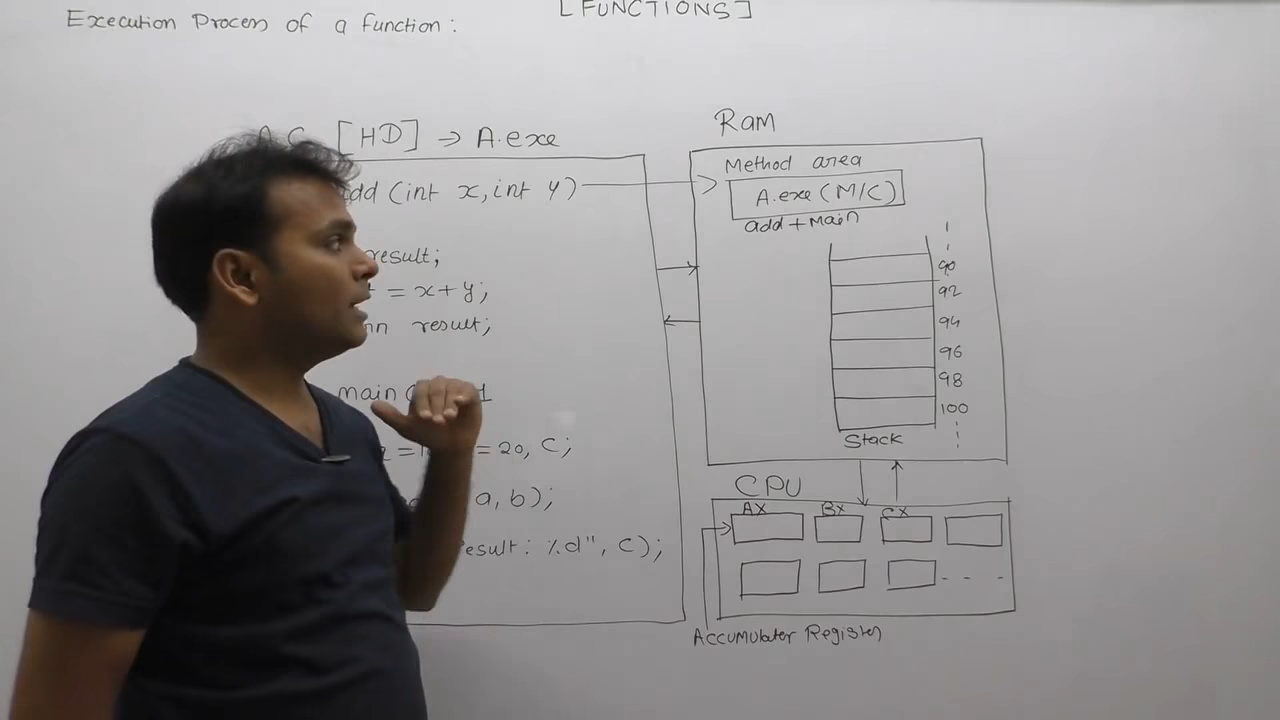 [FUNCTIONS]
Execution Process of a function:
A.C [HD] → A.exe
add (int x, int y)
result;
= x+y;
result;
main
= 20, C;
a, b);
result: %d", C);
Ram
Method area
A.exe (M/C)
add + main
90
92
94
96
98
100
Stack
CPU
AX BX CX
Accumulator Register